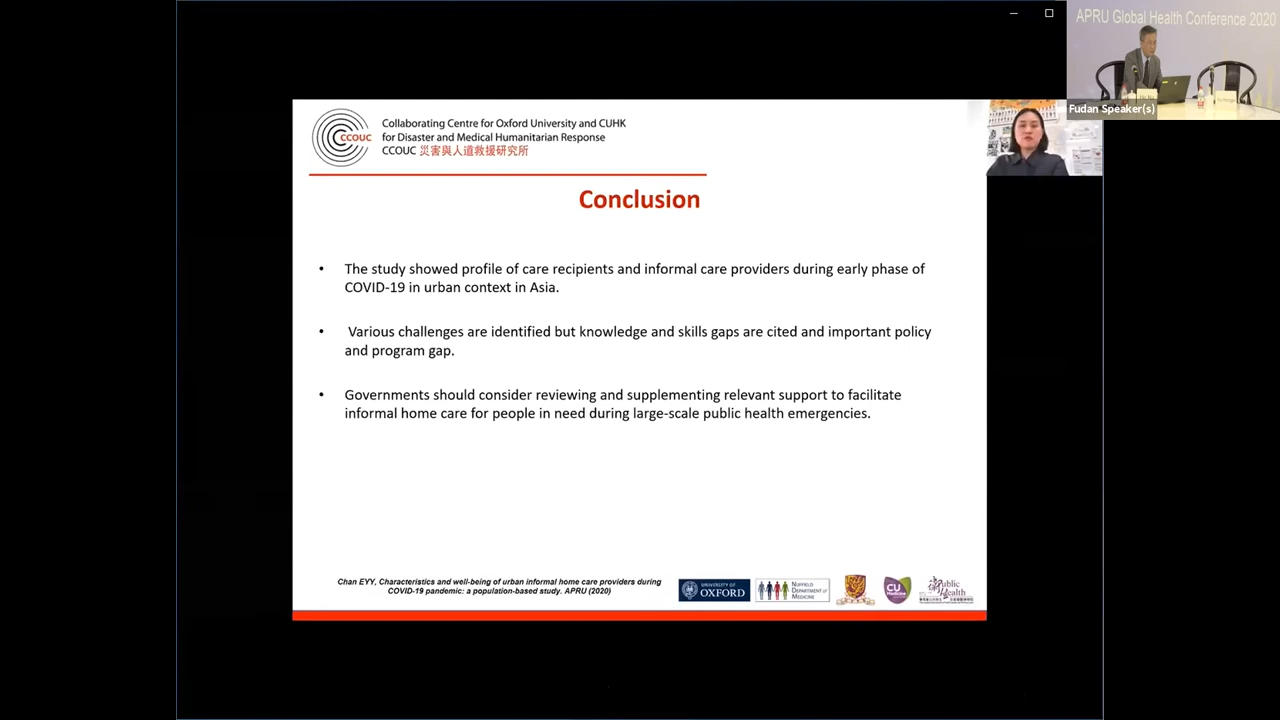 APRU Global Health Conference 2020
Fudan Speaker(s)
CCOUC
Collaborating Centre for Oxford University and CUHK
for Disaster and Medical Humanitarian Response
CCOUC 災害與人道救援研究所
Conclusion
• The study showed profile of care recipients and informal care providers during early phase of
COVID-19 in urban context in Asia.
• Various challenges are identified but knowledge and skills gaps are cited and important policy
and program gap.
• Governments should consider reviewing and supplementing relevant support to facilitate
informal home care for people in need during large-scale public health emergencies.
Chan EYY, Characteristics and well-being of urban informal home care providers during
COVID-19 pandemic: a population-based study. APRU (2020)
UNIVERSITY OF
OXFORD
NUFFIELD
DEPARTMENT OF
MEDICINE
CU
Medicine
Public
Health